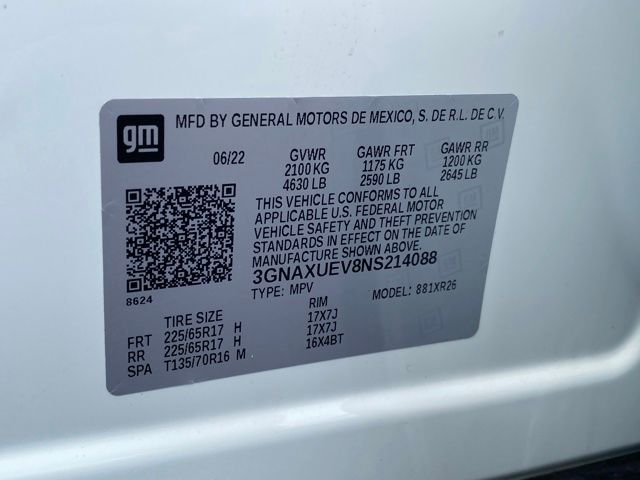 gm MFD BY GENERAL MOTORS DE MEXICO, S. DE R.L. DE C.V.
06/22 GVWR GAWR FRT GAWR RR
2100 KG 1175 KG 1200 KG
4630 LB 2590 LB 2645 LB
THIS VEHICLE CONFORMS TO ALL
APPLICABLE U.S. FEDERAL MOTOR
VEHICLE SAFETY AND THEFT PREVENTION
STANDARDS IN EFFECT ON THE DATE OF
MANUFACTURE SHOWN ABOVE.
3GNAXUEV8NS214088
8624 TYPE: MPV MODEL: 881XR26
TIRE SIZE RIM
FRT 225/65R17 H 17X7J
RR 225/65R17 H 17X7J
SPA T135/70R16 M 16X4BT